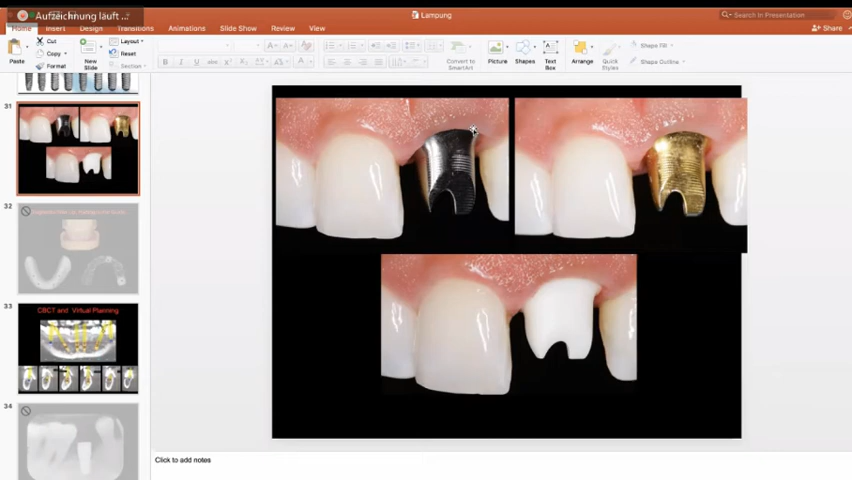 Aufzeichnung läuft ...
Lampung
Search in Presentation
Home Insert Design Transitions Animations Slide Show Review View
Paste
Cut
Copy
Format
New Slide
Layout
Reset
Section
B I U abc
Convert to SmartArt
Picture
Shapes
Text Box
Arrange
Quick Styles
Shape Fill
Shape Outline
31
32
33
CBCT and Virtual Planning
34
Click to add notes